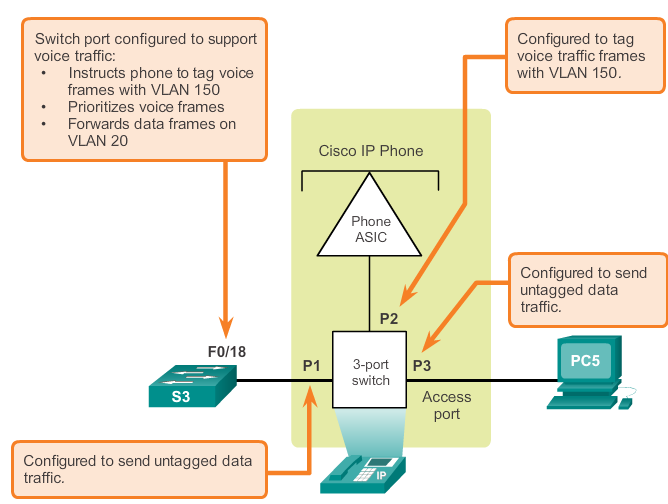 Switch port configured to support
voice traffic:
• Instructs phone to tag voice
frames with VLAN 150
• Prioritizes voice frames
• Forwards data frames on
VLAN 20
Configured to tag
voice traffic frames
with VLAN 150.
Cisco IP Phone
Phone
ASIC
Configured to send
untagged data
traffic.
P2
F0/18
P1
3-port
switch
P3
PC5
S3
Access
port
Configured to send untagged data
traffic.
IP